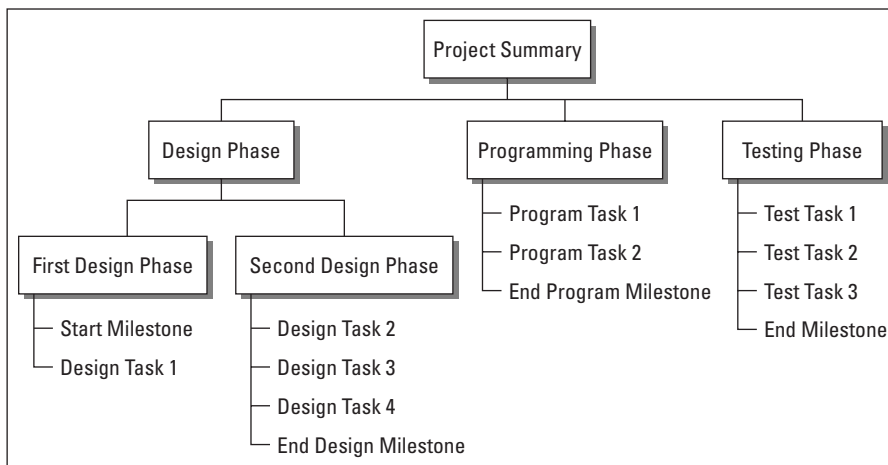 Project Summary
Design Phase
Programming Phase
Testing Phase
First Design Phase
Start Milestone
Design Task 1
Second Design Phase
Design Task 2
Design Task 3
Design Task 4
End Design Milestone
Program Task 1
Program Task 2
End Program Milestone
Test Task 1
Test Task 2
Test Task 3
End Milestone